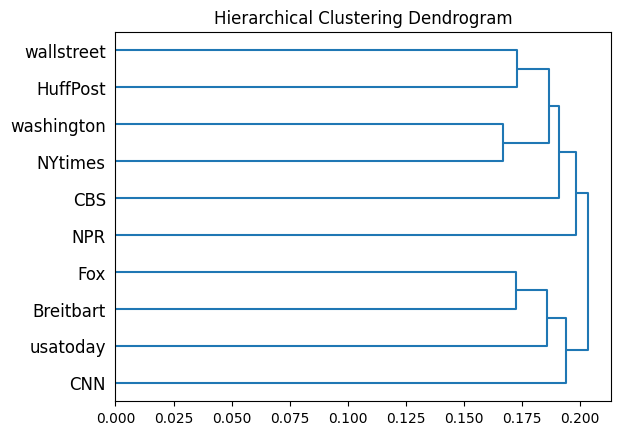 Hierarchical Clustering Dendrogram
wallstreet
HuffPost
washington
NYtimes
CBS
NPR
Fox
Breitbart
usatoday
CNN
0.000 0.025 0.050 0.075 0.100 0.125 0.150 0.175 0.200